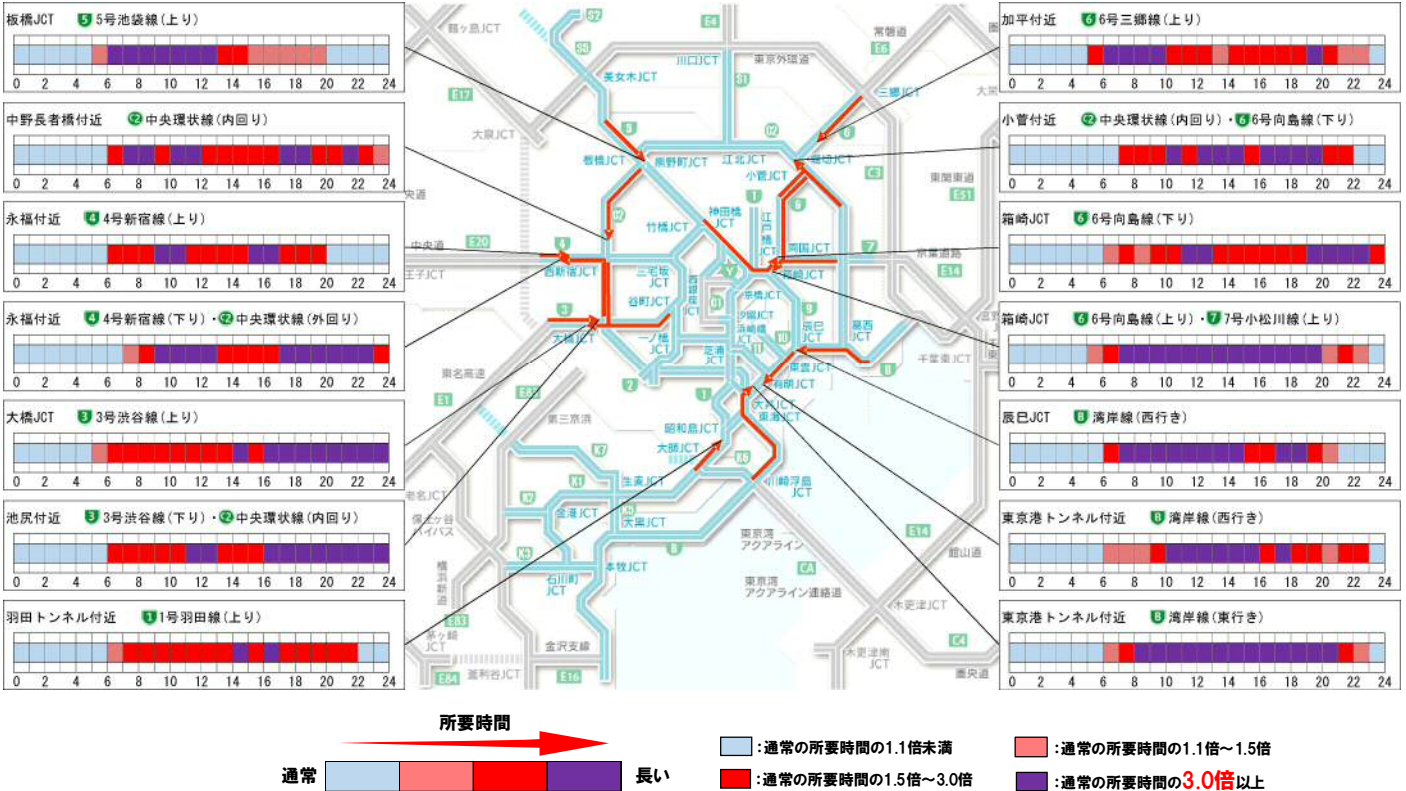 板橋JCT 5 5号池袋線(上り)
0 2 4 6 8 10 12 14 16 18 20 22 24
中野長者橋付近 C2 中央環状線(内回り)
0 2 4 6 8 10 12 14 16 18 20 22 24
永福付近 4 4号新宿線(上り)
0 2 4 6 8 10 12 14 16 18 20 22 24
永福付近 4 4号新宿線(下り)・C2 中央環状線(外回り)
0 2 4 6 8 10 12 14 16 18 20 22 24
大橋JCT 3 3号渋谷線(上り)
0 2 4 6 8 10 12 14 16 18 20 22 24
池尻付近 3 3号渋谷線(下り)・C2 中央環状線(内回り)
0 2 4 6 8 10 12 14 16 18 20 22 24
羽田トンネル付近 1 1号羽田線(上り)
0 2 4 6 8 10 12 14 16 18 20 22 24
S2
E4
鶴ヶ島JCT
常磐道
S5
川口JCT
東京外環道
E6
美女木JCT
S1
E17
三郷JCT
大泉JCT
5
C2
6
板橋JCT
熊野町JCT
江北JCT
堀切JCT
小菅JCT
C3
東関東道
E51
C2
1
6
神田橋JCT
江戸橋JCT
竹橋JCT
両国JCT
7
京葉道路
中央道
E20
4
八王子JCT
西新宿JCT
三宅坂JCT
箱崎JCT
E14
Y
西銀座JCT
京橋JCT
谷町JCT
C1
3
9
汐留JCT
浜崎橋JCT
辰巳JCT
葛西JCT
大橋JCT
一ノ橋JCT
10
11
千葉東JCT
芝浦JCT
東雲JCT
B
東名高速
2
有明JCT
E1
E83
1
大井JCT
東海JCT
第三京浜
昭和島JCT
大師JCT
K7
K6
K1
生麦JCT
川崎浮島JCT
K2
K5
金港JCT
大黒JCT
保土ヶ谷バイパス
E14
東京湾アクアライン
館山道
K3
B
本牧JCT
横浜新道
石川町JCT
CA
東京湾アクアライン連絡道
木更津JCT
E83
茅ヶ崎JCT
金沢支線
C4
木更津南JCT
E84
釜利谷JCT
E16
圏央道
加平付近 6 6号三郷線(上り)
0 2 4 6 8 10 12 14 16 18 20 22 24
小菅付近 C2 中央環状線(内回り)・6 6号向島線(下り)
0 2 4 6 8 10 12 14 16 18 20 22 24
箱崎JCT 6 6号向島線(下り)
0 2 4 6 8 10 12 14 16 18 20 22 24
箱崎JCT 6 6号向島線(上り)・7 7号小松川線(上り)
0 2 4 6 8 10 12 14 16 18 20 22 24
辰巳JCT B 湾岸線(西行き)
0 2 4 6 8 10 12 14 16 18 20 22 24
東京港トンネル付近 B 湾岸線(西行き)
0 2 4 6 8 10 12 14 16 18 20 22 24
東京港トンネル付近 B 湾岸線(東行き)
0 2 4 6 8 10 12 14 16 18 20 22 24
所要時間
通常 長い
:通常の所要時間の1.1倍未満
:通常の所要時間の1.1倍～1.5倍
:通常の所要時間の1.5倍～3.0倍
:通常の所要時間の3.0倍以上